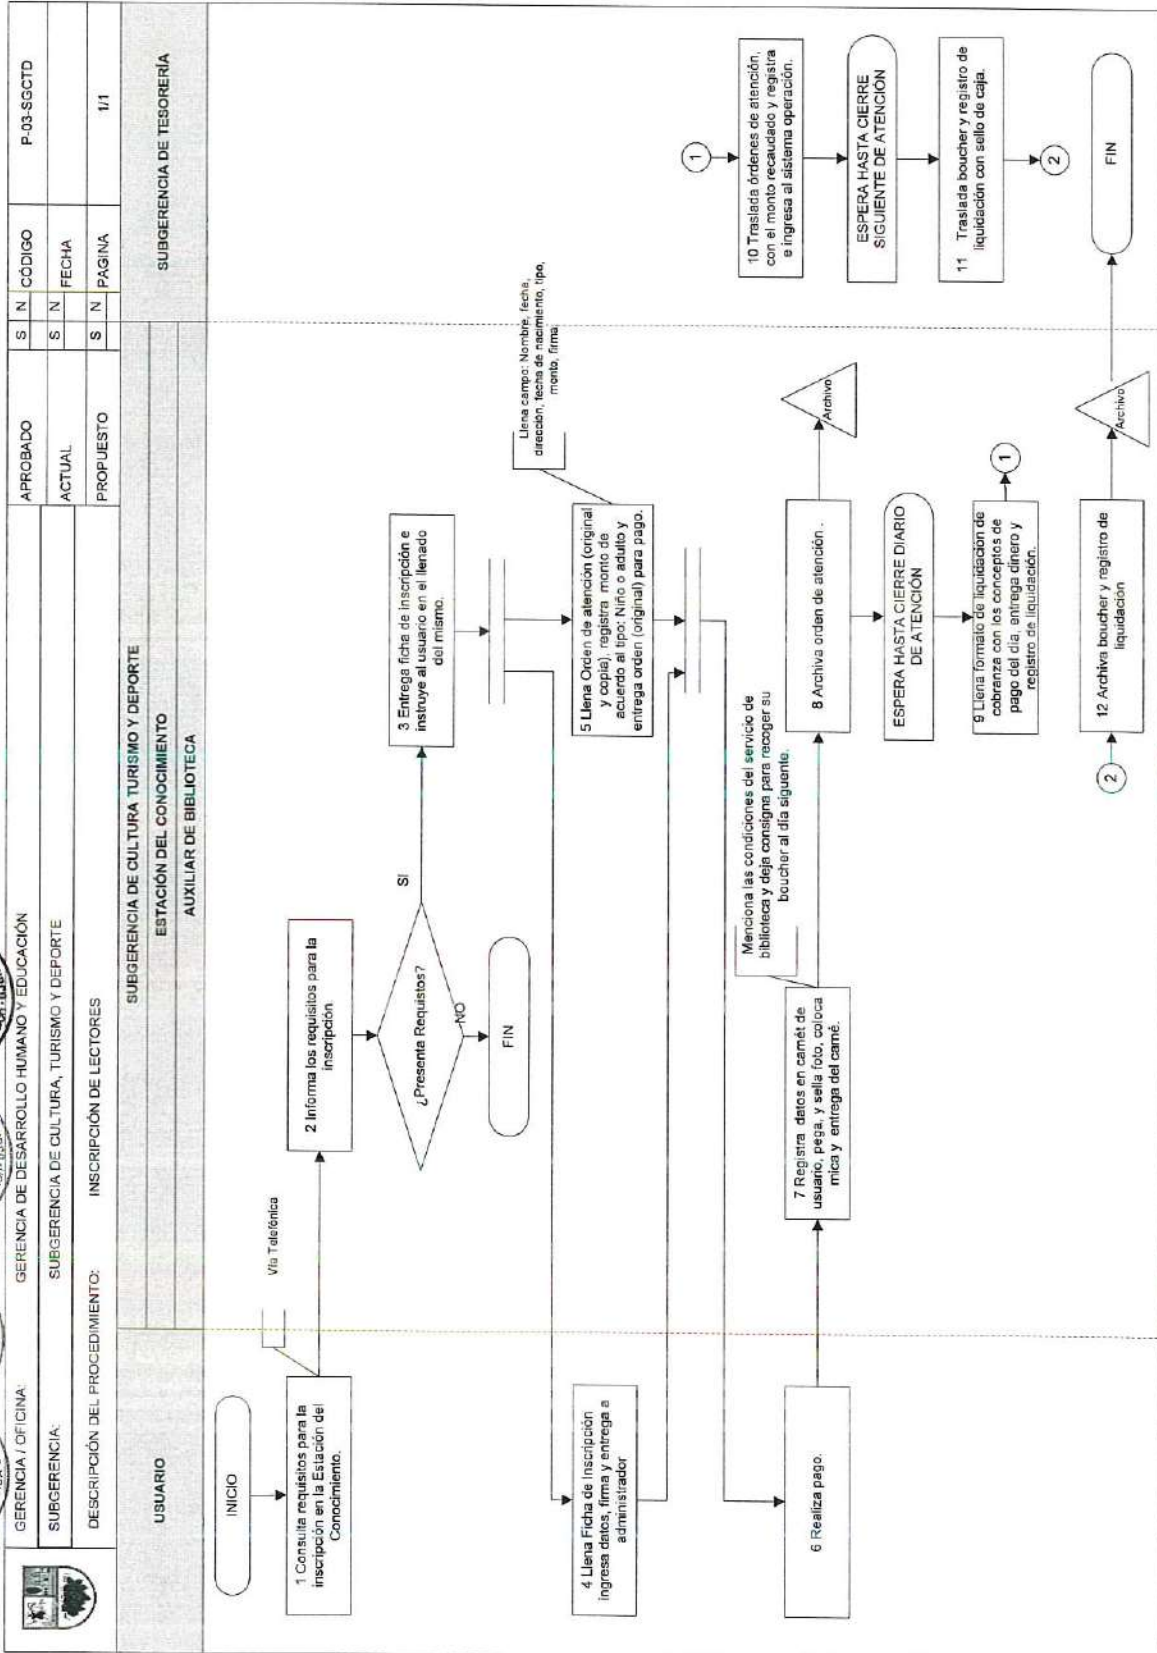 GERENCIA / OFICINA:
GERENCIA DE DESARROLLO HUMANO Y EDUCACIÓN
APROBADO
S
N
CÓDIGO
P-03-SGCTD
SUBGERENCIA:
SUBGERENCIA DE CULTURA, TURISMO Y DEPORTE
ACTUAL
S
N
FECHA
DESCRIPCIÓN DEL PROCEDIMIENTO:
INSCRIPCIÓN DE LECTORES
PROPUESTO
S
N
PAGINA
1/1
USUARIO
SUBGERENCIA DE CULTURA TURISMO Y DEPORTE
ESTACIÓN DEL CONOCIMIENTO
AUXILIAR DE BIBLIOTECA
SUBGERENCIA DE TESORERÍA
INICIO
1 Consulta requisitos para la
inscripción en la Estación del
Conocimiento.
Vía Telefónica
2 Informa los requisitos para la
inscripción
¿Presenta Requistos?
SI
NO
FIN
3 Entrega ficha de inscripción e
instruye al usuario en el llenado
del mismo.
4 Llena Ficha de Inscripción
ingresa datos, firma y entrega a
administrador
5 Llena Orden de atención (original
y copia), registra monto de
acuerdo al tipo: Niño o adulto y
entrega orden (original) para pago.
Llena campo: Nombre, fecha,
dirección, fecha de nacimiento, tipo,
monto, firma.
6 Realiza pago.
7 Registra datos en carnét de
usuario, pega, y sella foto, coloca
mica y entrega del carné.
Menciona las condiciones del servicio de
biblioteca y deja consigna para recoger su
boucher al día siguente.
8 Archiva orden de atención .
Archivo
ESPERA HASTA CIERRE DIARIO
DE ATENCIÓN
9 Llena formato de liquidación de
cobranza con los conceptos de
pago del día, entrega dinero y
registro de liquidación.
1
1
10 Traslada órdenes de atención,
con el monto recaudado y registra
e ingresa al sistema operación.
ESPERA HASTA CIERRE
SIGUIENTE DE ATENCIÓN
11 Traslada boucher y registro de
liquidación con sello de caja.
2
2
12 Archiva boucher y registro de
liquidación
Archivo
FIN